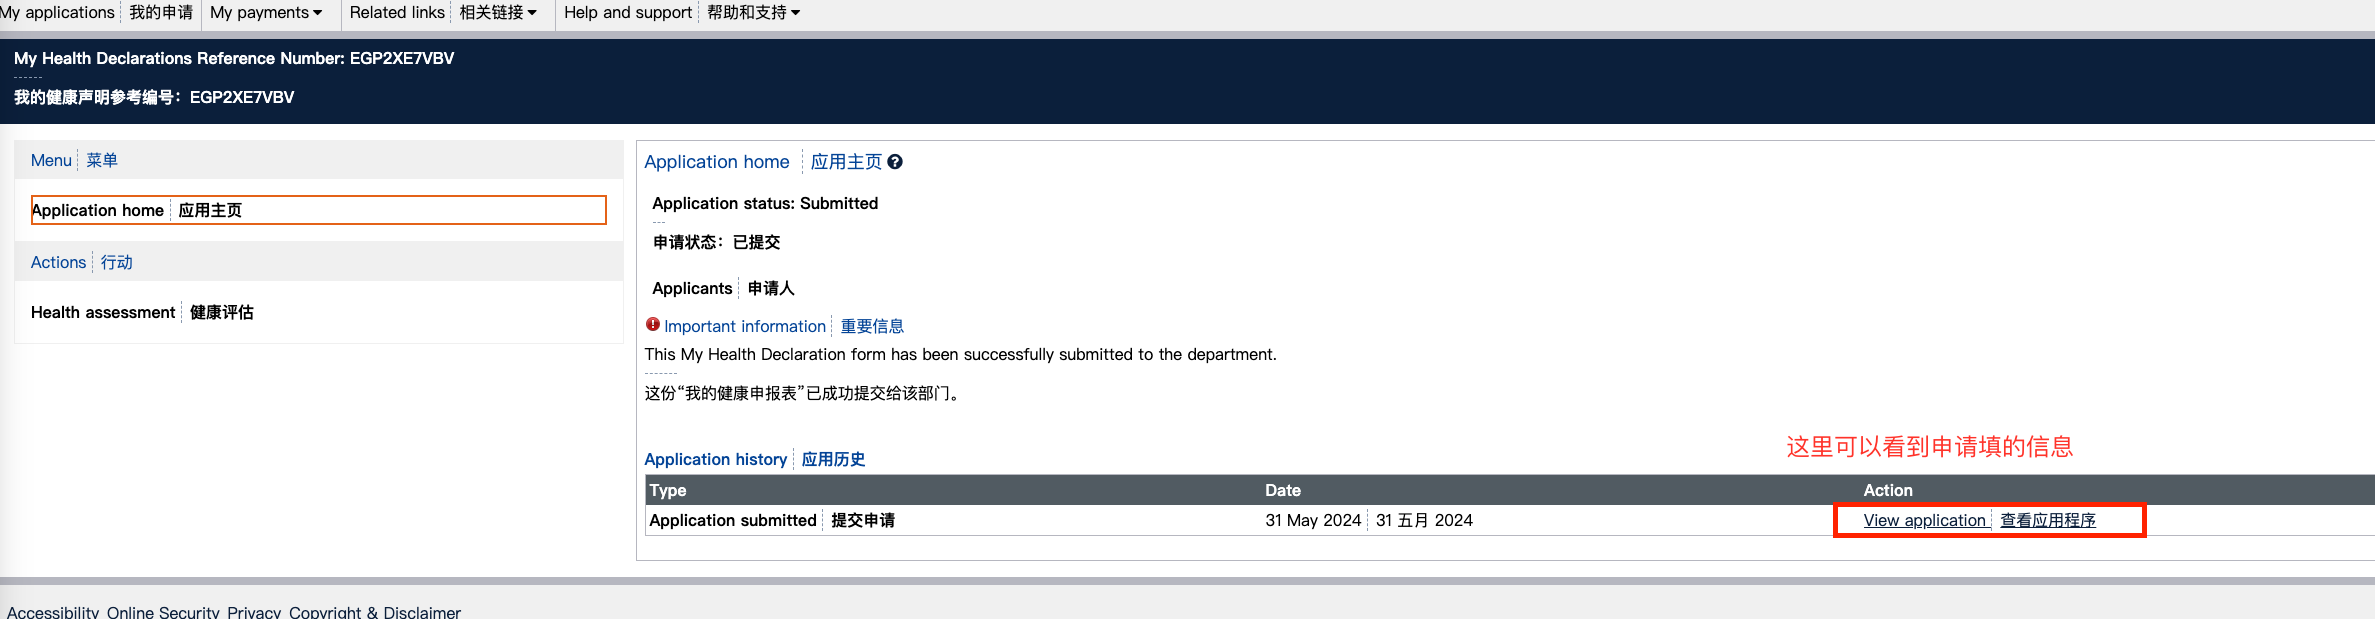 My applications 我的申请 My payments Related links 相关链接 Help and support 帮助和支持
My Health Declarations Reference Number: EGP2XE7VBV
我的健康声明参考编号：EGP2XE7VBV
Menu 菜单
Application home 应用主页
Actions 行动
Health assessment 健康评估
Application home 应用主页
Application status: Submitted
申请状态：已提交
Applicants 申请人
Important information 重要信息
This My Health Declaration form has been successfully submitted to the department.
这份“我的健康申报表”已成功提交给该部门。
这里可以看到申请填的信息
Application history 应用历史
Type Date Action
Application submitted 提交申请 31 May 2024 31 五月 2024 View application 查看应用程序
Accessibility Online Security Privacy Copyright & Disclaimer